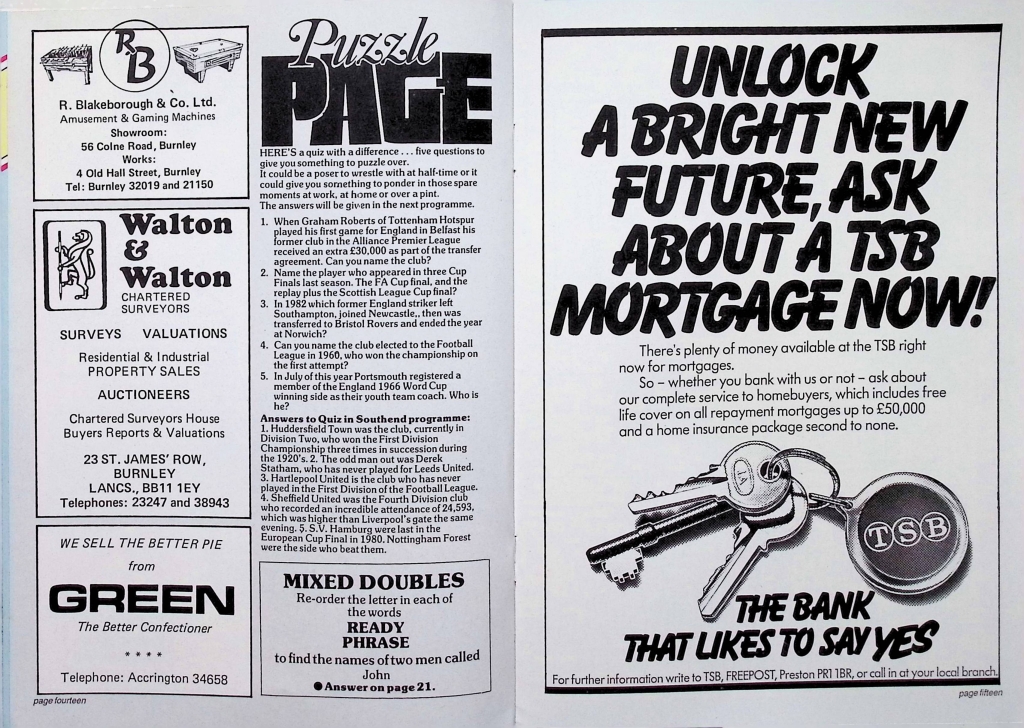 R.B
R. Blakeborough & Co. Ltd.
Amusement & Gaming Machines
Showroom:
56 Colne Road, Burnley
Works:
4 Old Hall Street, Burnley
Tel: Burnley 32019 and 21150
Walton
&
Walton
CHARTERED
SURVEYORS
SURVEYS VALUATIONS
Residential & Industrial
PROPERTY SALES
AUCTIONEERS
Chartered Surveyors House
Buyers Reports & Valuations
23 ST. JAMES' ROW,
BURNLEY
LANCS., BB11 1EY
Telephones: 23247 and 38943
WE SELL THE BETTER PIE
from
GREEN
The Better Confectioner
* * * *
Telephone: Accrington 34658
page fourteen
Puzzle
PAGE
HERE'S a quiz with a difference . . . five questions to
give you something to puzzle over.
It could be a poser to wrestle with at half-time or it
could give you something to ponder in those spare
moments at work, at home or over a pint.
The answers will be given in the next programme.
1. When Graham Roberts of Tottenham Hotspur
played his first game for England in Belfast his
former club in the Alliance Premier League
received an extra £30,000 as part of the transfer
agreement. Can you name the club?
2. Name the player who appeared in three Cup
Finals last season. The FA Cup final, and the
replay plus the Scottish League Cup final?
3. In 1982 which former England striker left
Southampton, joined Newcastle,, then was
transferred to Bristol Rovers and ended the year
at Norwich?
4. Can you name the club elected to the Football
League in 1960, who won the championship on
the first attempt?
5. In July of this year Portsmouth registered a
member of the England 1966 Word Cup
winning side as their youth team coach. Who is
he?
Answers to Quiz in Southend programme:
1. Huddersfield Town was the club, currently in
Division Two, who won the First Division
Championship three times in succession during
the 1920's. 2. The odd man out was Derek
Statham, who has never played for Leeds United.
3. Hartlepool United is the club who has never
played in the First Division of the Football League.
4. Sheffield United was the Fourth Division club
who recorded an incredible attendance of 24,593,
which was higher than Liverpool's gate the same
evening. 5. S.V. Hamburg were last in the
European Cup Final in 1980. Nottingham Forest
were the side who beat them.
MIXED DOUBLES
Re-order the letter in each of
the words
READY
PHRASE
to find the names of two men called
John
● Answer on page 21.
UNLOCK
A BRIGHT NEW
FUTURE, ASK
ABOUT A TSB
MORTGAGE NOW!
There's plenty of money available at the TSB right
now for mortgages.
So – whether you bank with us or not – ask about
our complete service to homebuyers, which includes free
life cover on all repayment mortgages up to £50,000
and a home insurance package second to none.
TSB
THE BANK
THAT LIKES TO SAY YES
For further information write to TSB, FREEPOST, Preston PR1 1BR, or call in at your local branch.
page fifteen